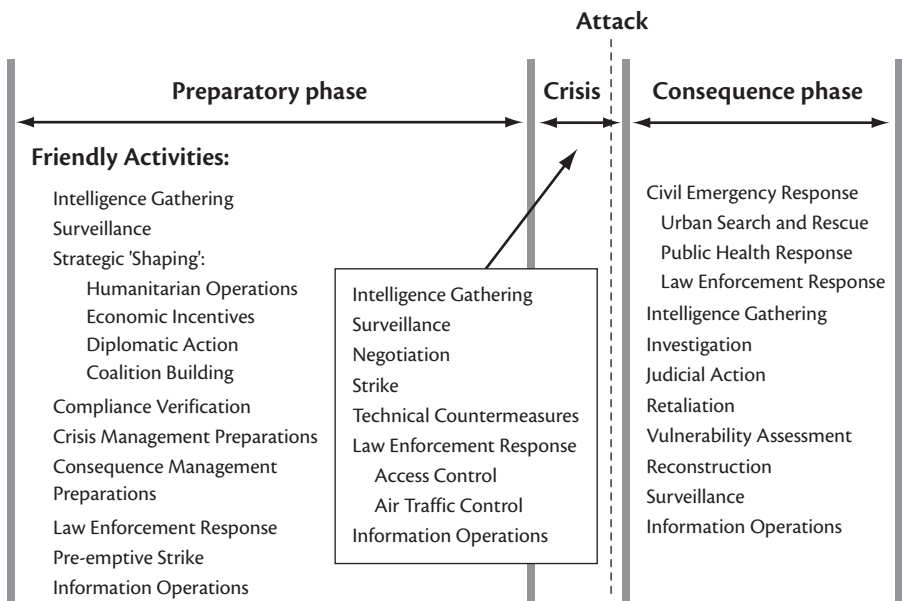 Attack
Preparatory phase
Crisis
Consequence phase
Friendly Activities:
Intelligence Gathering
Surveillance
Strategic 'Shaping':
Humanitarian Operations
Economic Incentives
Diplomatic Action
Coalition Building
Compliance Verification
Crisis Management Preparations
Consequence Management
Preparations
Law Enforcement Response
Pre-emptive Strike
Information Operations
Intelligence Gathering
Surveillance
Negotiation
Strike
Technical Countermeasures
Law Enforcement Response
Access Control
Air Traffic Control
Information Operations
Civil Emergency Response
Urban Search and Rescue
Public Health Response
Law Enforcement Response
Intelligence Gathering
Investigation
Judicial Action
Retaliation
Vulnerability Assessment
Reconstruction
Surveillance
Information Operations